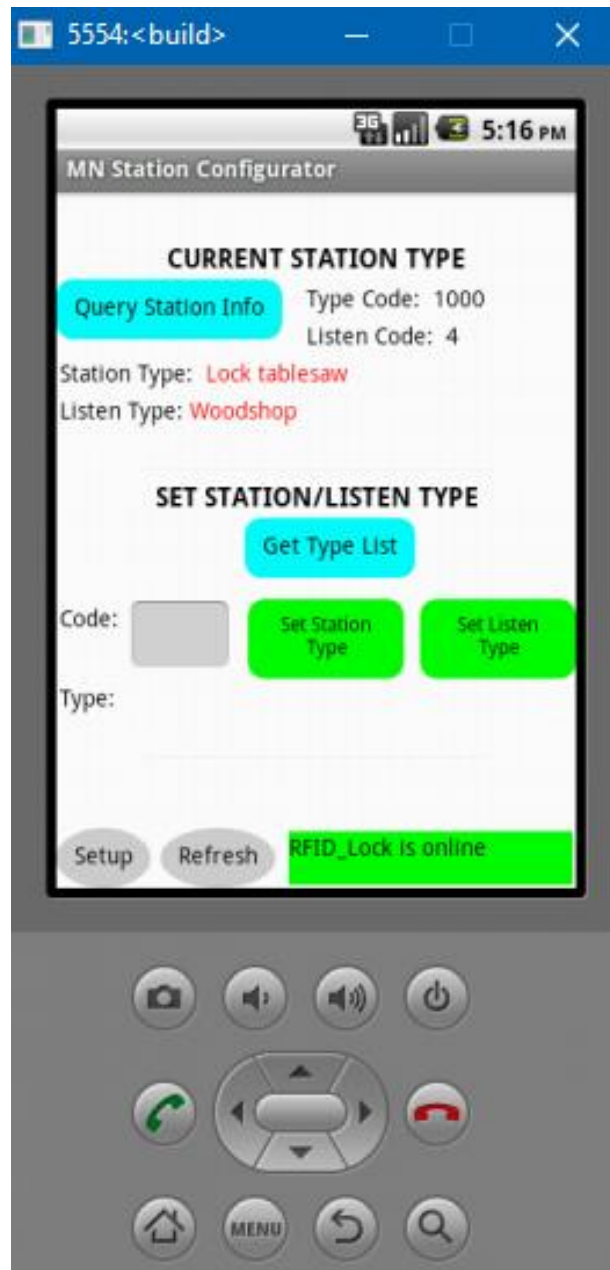 5554:<build>
3G 5:16 PM
MN Station Configurator
CURRENT STATION TYPE
Query Station Info
Type Code: 1000
Listen Code: 4
Station Type: Lock tablesaw
Listen Type: Woodshop
SET STATION/LISTEN TYPE
Get Type List
Code:
Set Station
Type
Set Listen
Type
Type:
Setup
Refresh
RFID_Lock is online
MENU